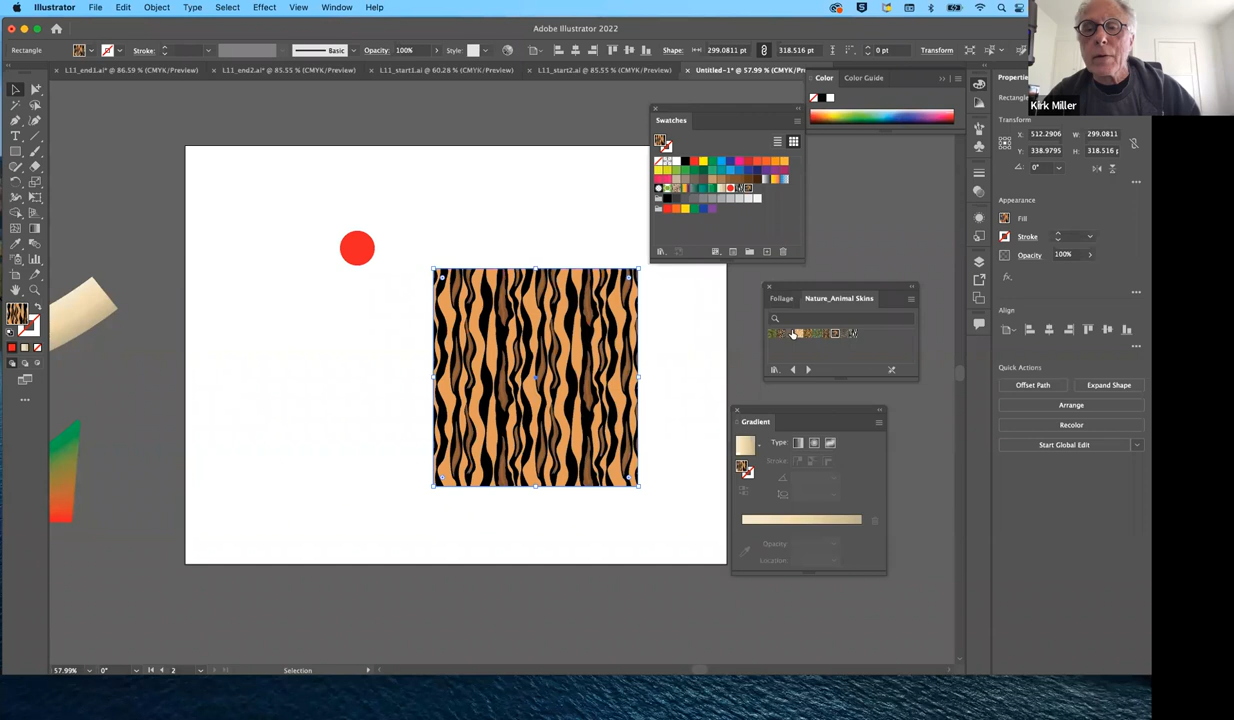 Illustrator File Edit Object Type Select Effect View Window Help
Adobe Illustrator 2022
Rectangle Stroke: Basic Opacity: 100% Style: Shape: 299.0811 pt 318.516 pt 0 pt Transform
L11_end1.ai* @ 86.59 % (CMYK/Preview) L11_end2.ai* @ 85.55 % (CMYK/Preview) L11_start1.ai @ 60.28 % (CMYK/Preview) L11_start2.ai @ 85.55 % (CMYK/Preview) Untitled-1* @ 57.99 % (CMYK/Pre
Color Color Guide
Kirk Miller
Swatches
Properties
Rectangle
Transform
X: 512.2906 W: 299.0811
Y: 338.9795 H: 318.516 p
0°
Appearance
Fill
Stroke
Opacity 100%
fx
Align
Quick Actions
Offset Path Expand Shape
Arrange
Recolor
Start Global Edit
Foliage Nature_Animal Skins
Gradient
Type:
Stroke:
Opacity:
Location:
57.99% 0° 2 Selection